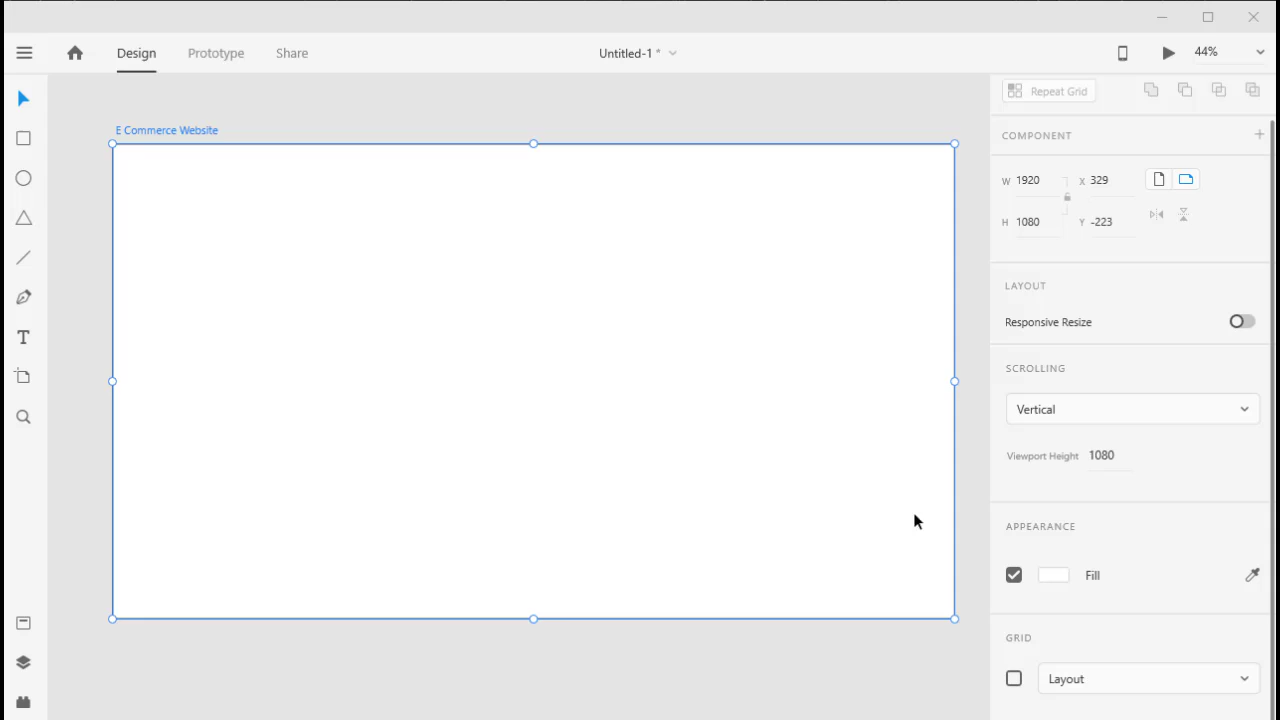 Design Prototype Share Untitled-1 * 44%
Repeat Grid
E Commerce Website
COMPONENT
W 1920 X 329
H 1080 Y -223
LAYOUT
Responsive Resize
SCROLLING
Vertical
Viewport Height 1080
APPEARANCE
Fill
GRID
Layout